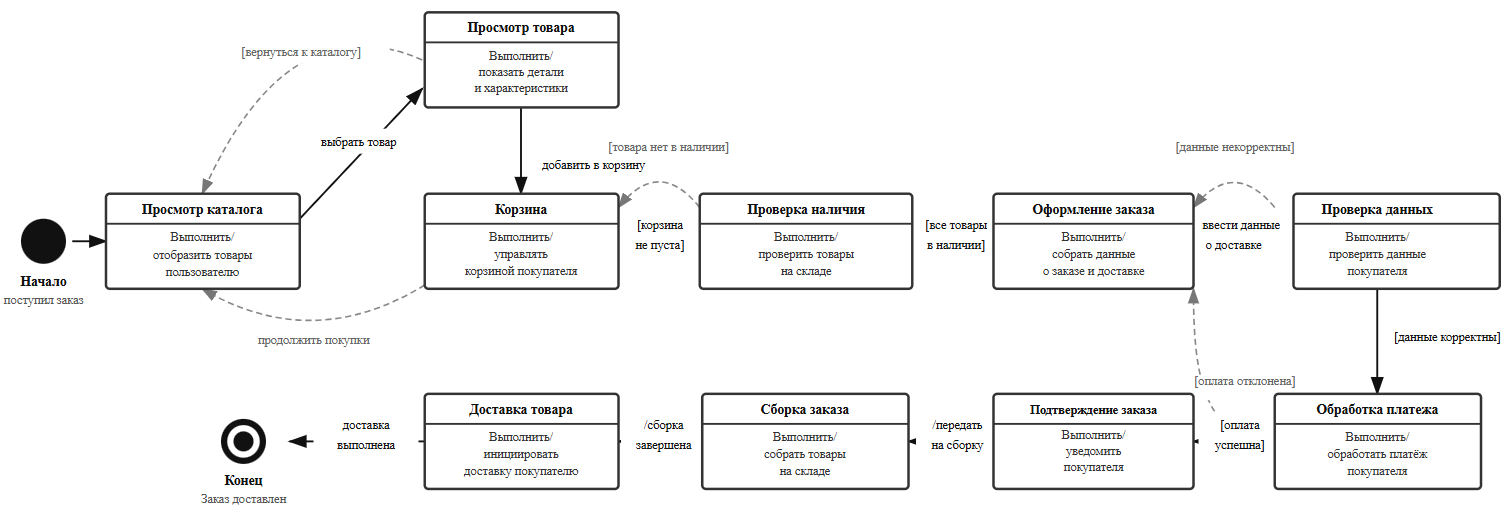 Просмотр товара
Выполнить/
показать детали
и характеристики
[вернуться к каталогу]
выбрать товар
добавить в корзину
[товара нет в наличии]
[данные некорректны]
Начало
поступил заказ
Просмотр каталога
Выполнить/
отобразить товары
пользователю
Корзина
Выполнить/
управлять
корзиной покупателя
[корзина
не пуста]
Проверка наличия
Выполнить/
проверить товары
на складе
[все товары
в наличии]
Оформление заказа
Выполнить/
собрать данные
о заказе и доставке
ввести данные
о доставке
Проверка данных
Выполнить/
проверить данные
покупателя
продолжить покупки
[данные корректны]
[оплата отклонена]
Конец
Заказ доставлен
доставка
выполнена
Доставка товара
Выполнить/
инициировать
доставку покупателю
/сборка
завершена
Сборка заказа
Выполнить/
собрать товары
на складе
/передать
на сборку
Подтверждение заказа
Выполнить/
уведомить
покупателя
[оплата
успешна]
Обработка платежа
Выполнить/
обработать платёж
покупателя